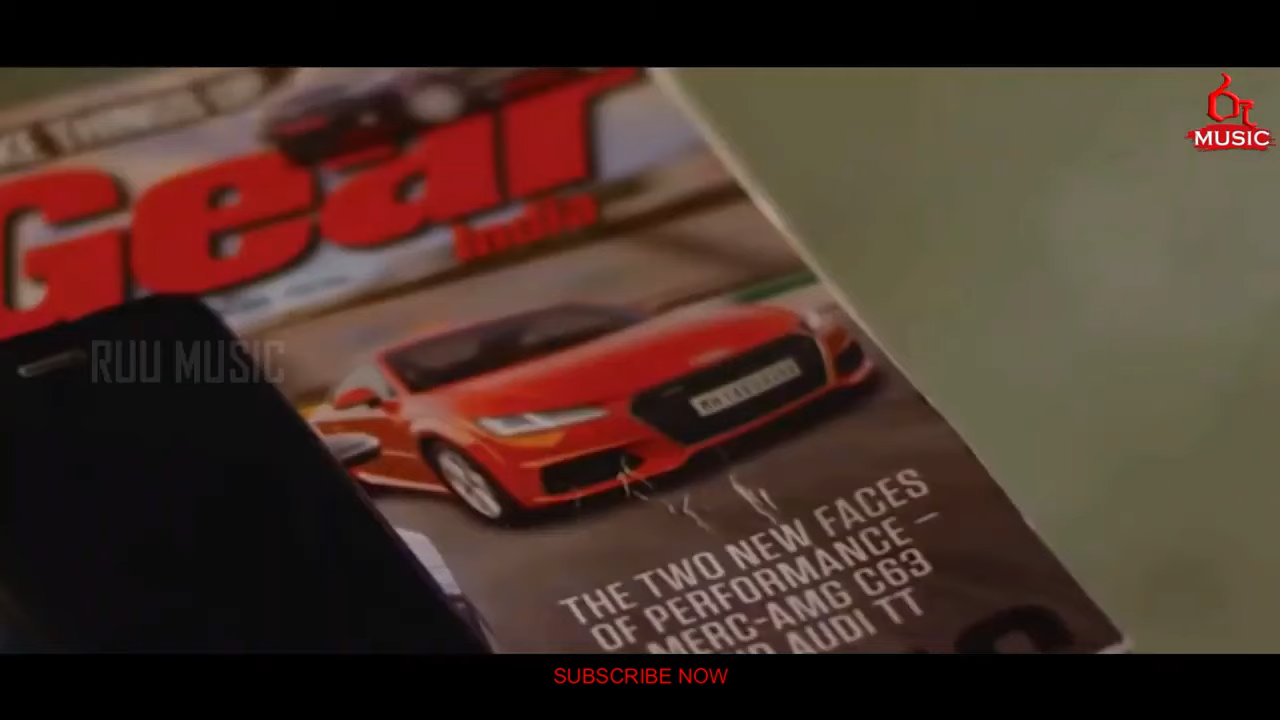 Gear
India
RUU MUSIC
MUSIC
THE TWO NEW FACES
OF PERFORMANCE –
MERC-AMG C63
AUDI TT
SUBSCRIBE NOW